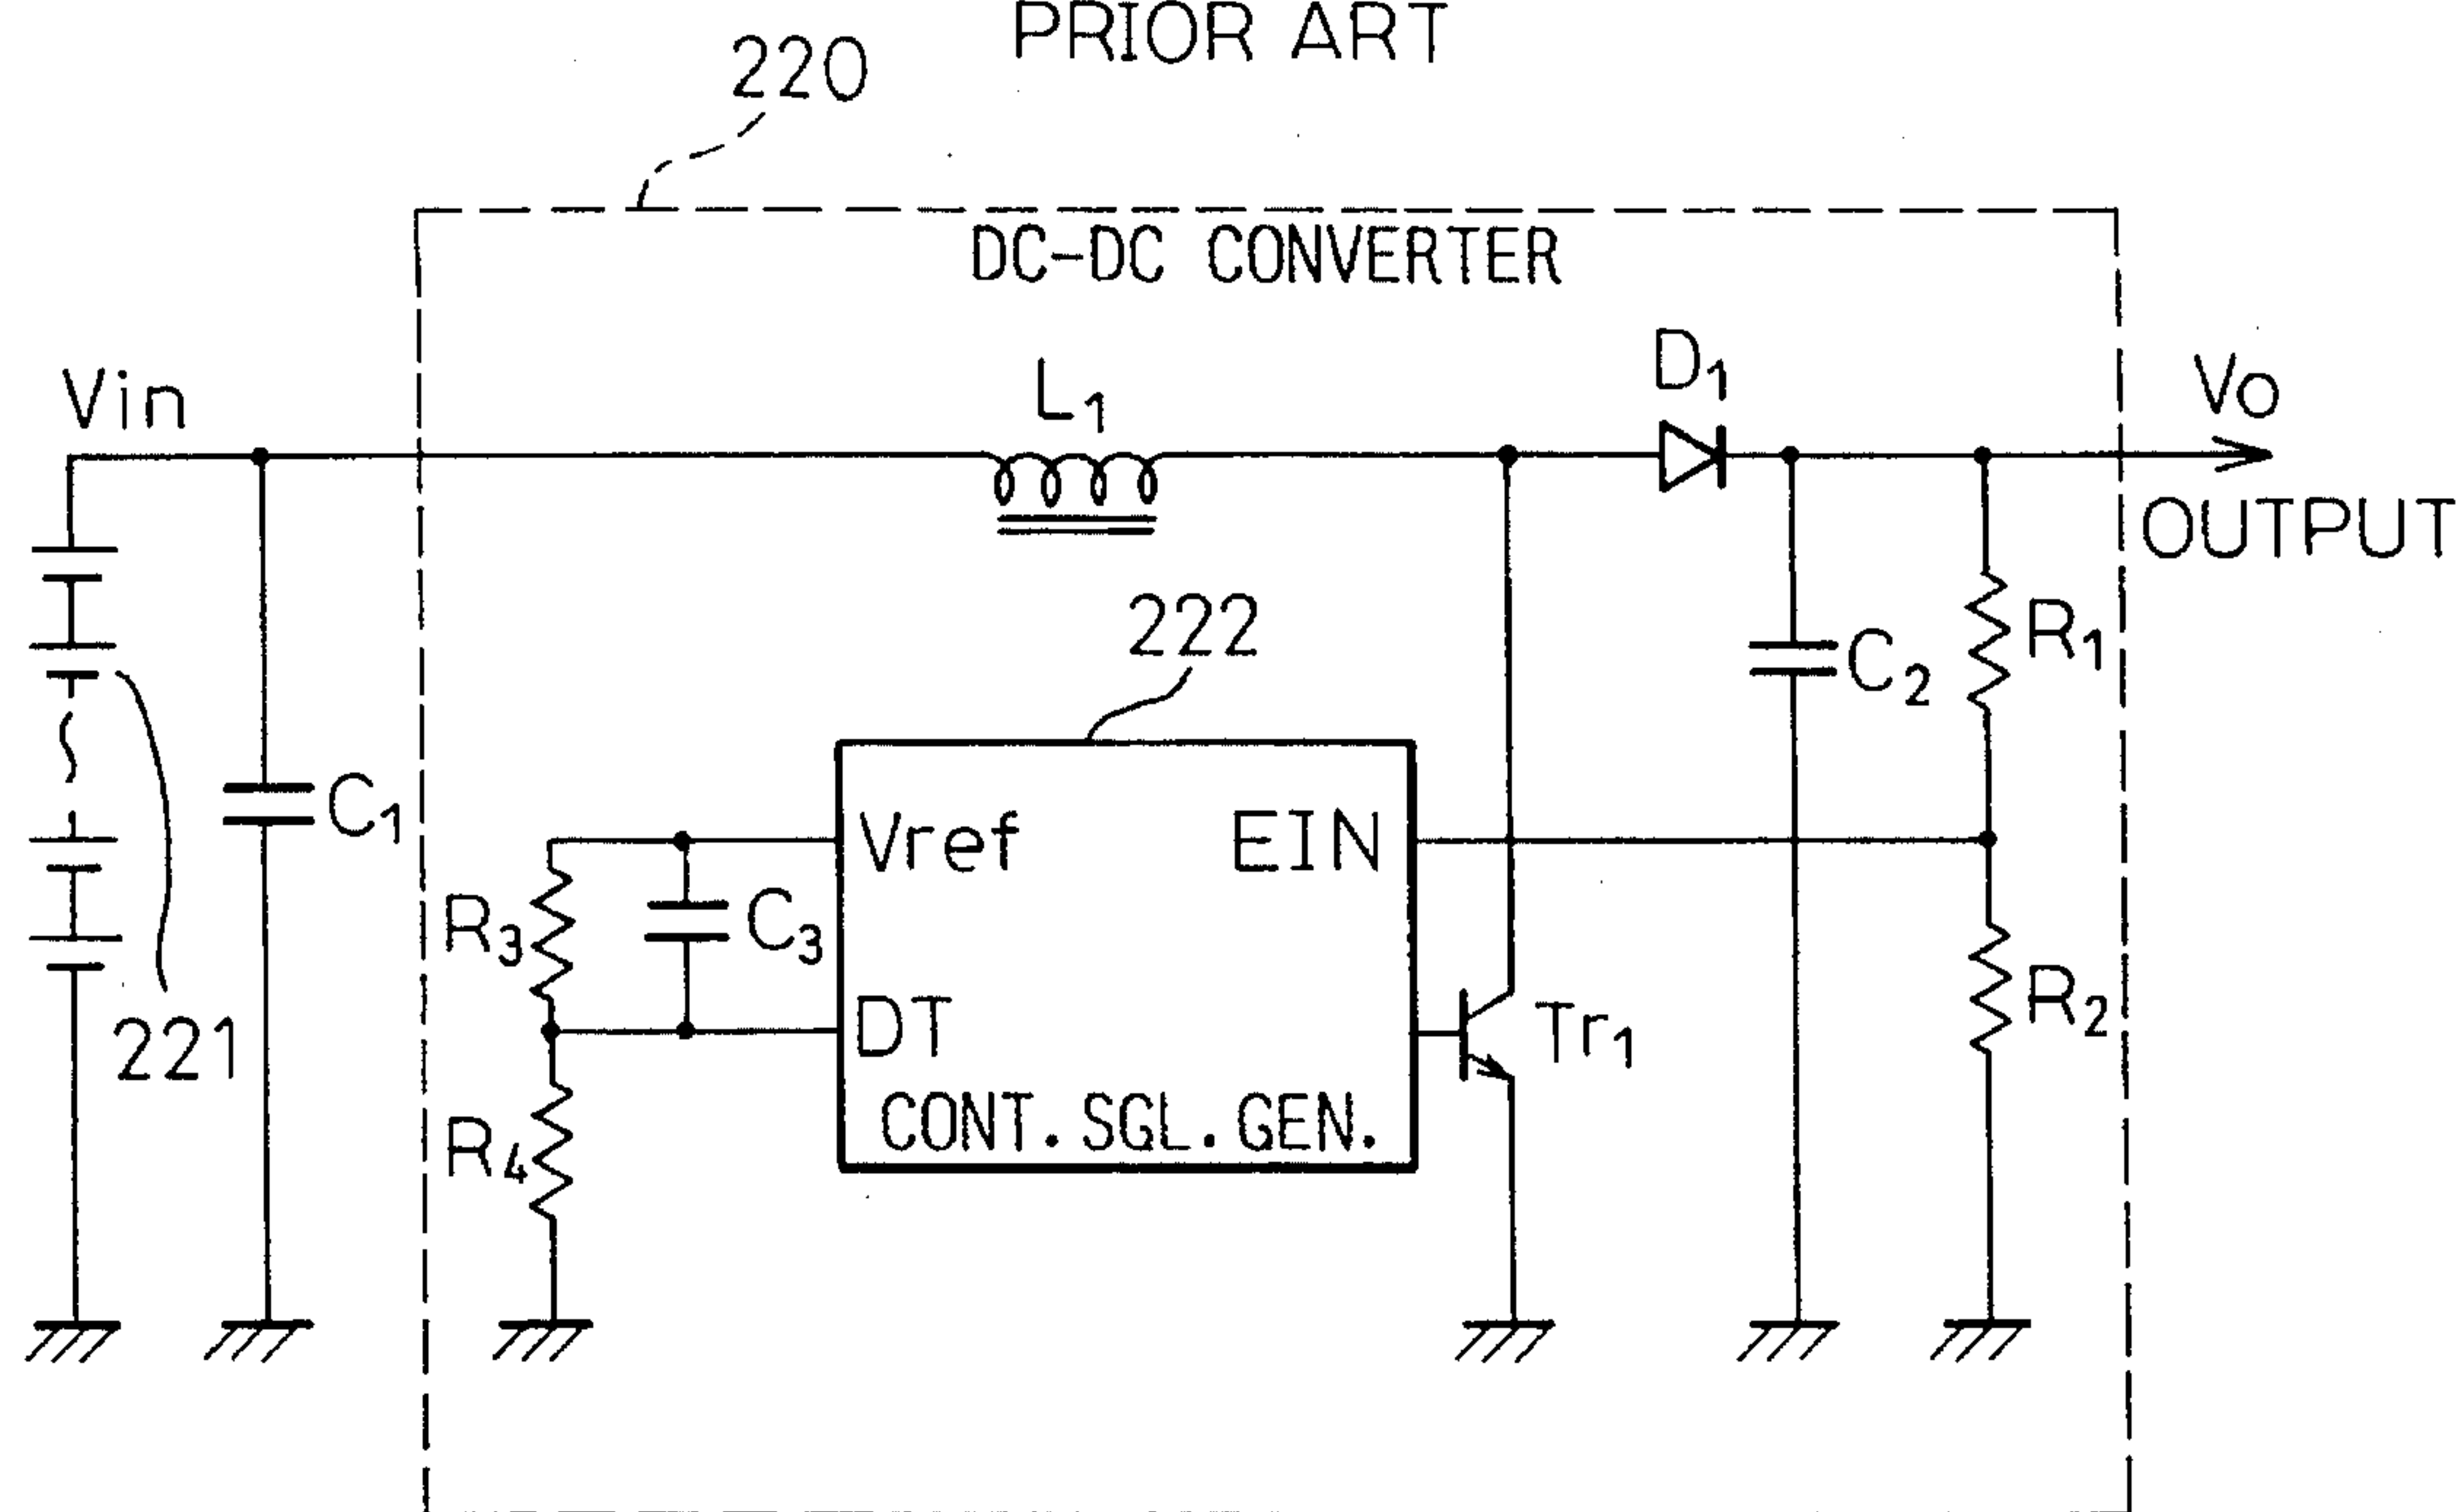 PRIOR ART
220
DC-DC CONVERTER
Vin
L1
D1
Vo
OUTPUT
222
C2
R1
C1
Vref
EIN
R3
C3
DT
Tr1
R2
221
R4
CONT. SGL. GEN.